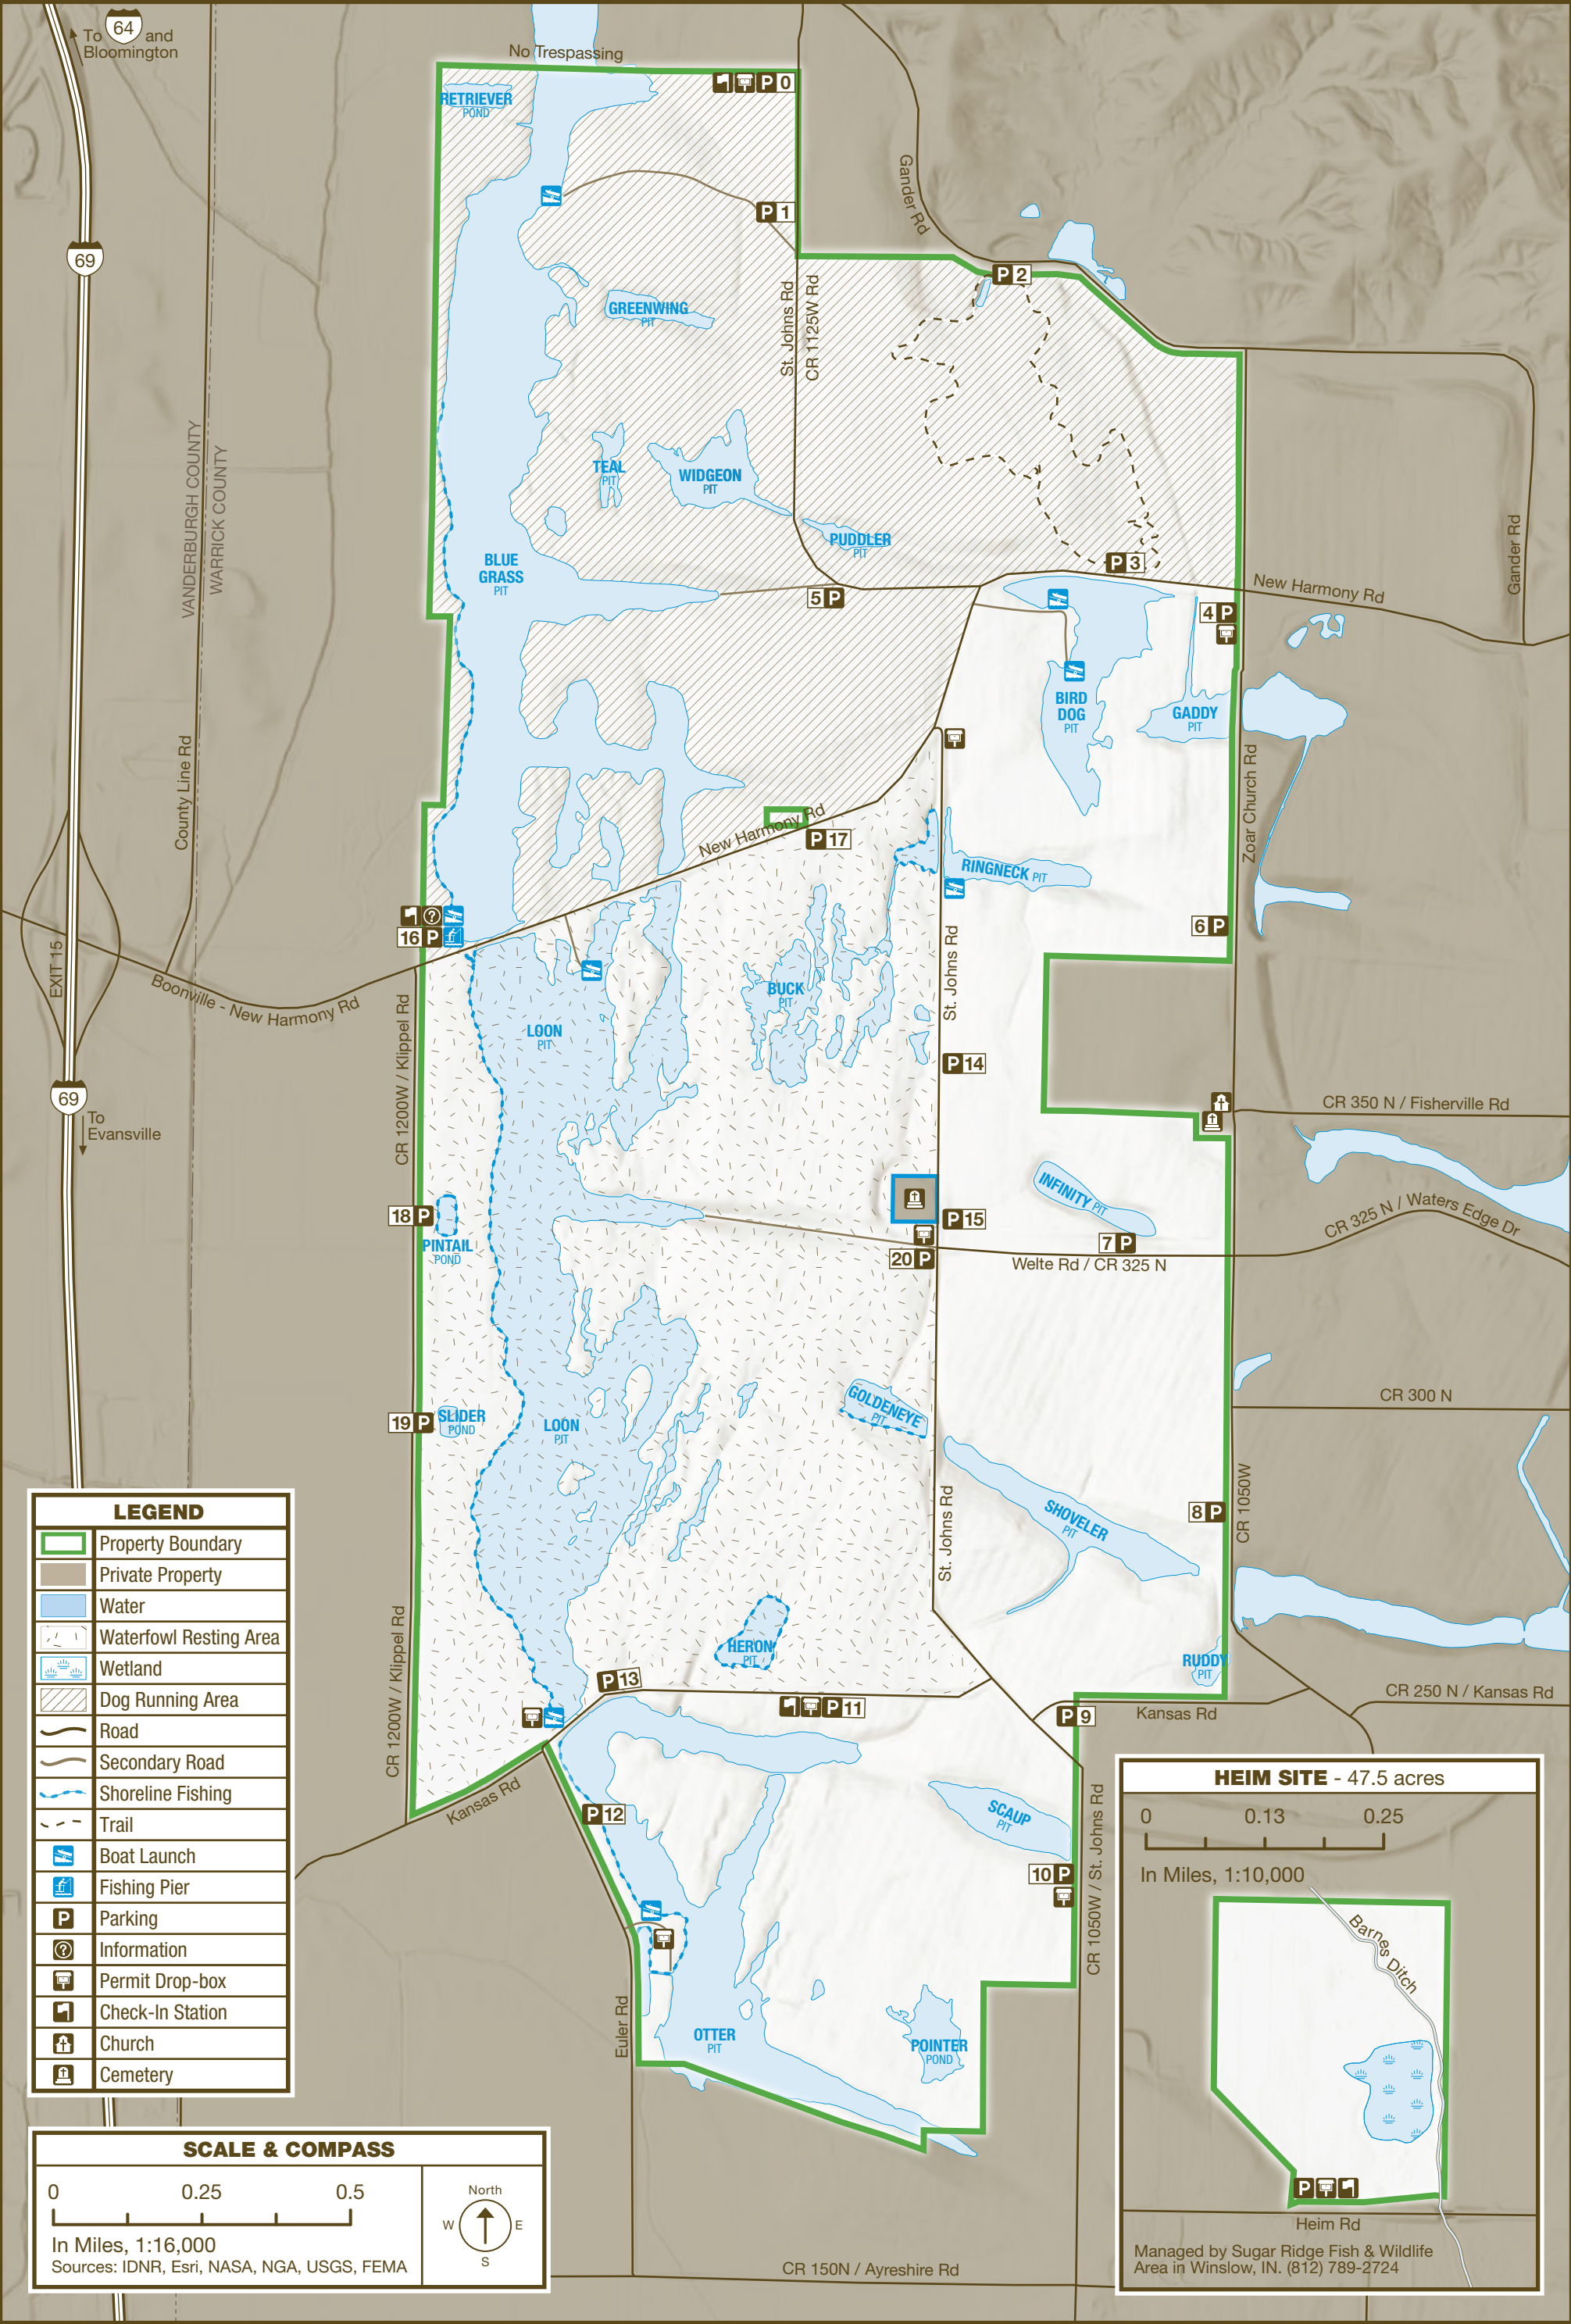 To 64 and
Bloomington
No Trespassing
RETRIEVER
POND
P 0
P 1
Gander Rd
69
P 2
GREENWING
PIT
St. Johns Rd
CR 1125W Rd
VANDERBURGH COUNTY
WARRICK COUNTY
TEAL
PIT
WIDGEON
PIT
PUDDLER
PIT
Gander Rd
BLUE
GRASS
PIT
P 3
New Harmony Rd
5 P
4 P
BIRD
DOG
PIT
GADDY
PIT
County Line Rd
Zoar Church Rd
New Harmony Rd
P 17
RINGNECK PIT
16 P
6 P
EXIT 15
Boonville - New Harmony Rd
CR 1200W / Klippel Rd
LOON
PIT
BUCK
PIT
St. Johns Rd
P 14
69
To
Evansville
CR 350 N / Fisherville Rd
INFINITY PIT
18 P
PINTAIL
POND
P 15
7 P
20 P
Welte Rd / CR 325 N
CR 325 N / Waters Edge Dr
CR 300 N
GOLDENEYE
PIT
19 P
SLIDER
POND
LOON
PIT
St. Johns Rd
SHOVELER
PIT
8 P
CR 1050W
CR 1200W / Klippel Rd
HERON
PIT
RUDDY
PIT
P 13
P 11
P 9
Kansas Rd
CR 250 N / Kansas Rd
Kansas Rd
P 12
SCAUP
PIT
10 P
CR 1050W / St. Johns Rd
Euler Rd
OTTER
PIT
POINTER
POND
CR 150N / Ayreshire Rd
LEGEND
Property Boundary
Private Property
Water
Waterfowl Resting Area
Wetland
Dog Running Area
Road
Secondary Road
Shoreline Fishing
Trail
Boat Launch
Fishing Pier
P Parking
? Information
Permit Drop-box
Check-In Station
Church
Cemetery
SCALE & COMPASS
0 0.25 0.5
In Miles, 1:16,000
Sources: IDNR, Esri, NASA, NGA, USGS, FEMA
North
W E
S
HEIM SITE - 47.5 acres
0 0.13 0.25
In Miles, 1:10,000
Barnes Ditch
P
Heim Rd
Managed by Sugar Ridge Fish & Wildlife
Area in Winslow, IN. (812) 789-2724